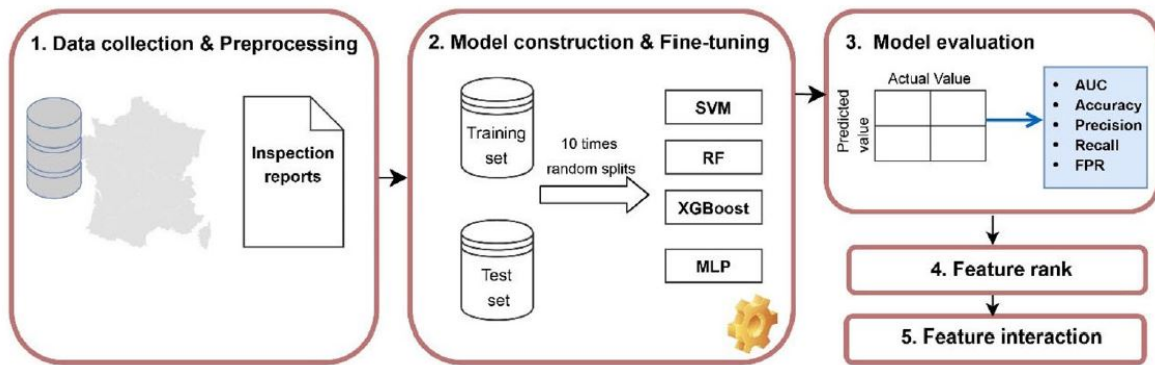 1. Data collection & Preprocessing
Inspection
reports
2. Model construction & Fine-tuning
Training
set
Test
set
10 times
random splits
SVM
RF
XGBoost
MLP
3. Model evaluation
Actual Value
Predicted
value
• AUC
• Accuracy
• Precision
• Recall
• FPR
4. Feature rank
5. Feature interaction